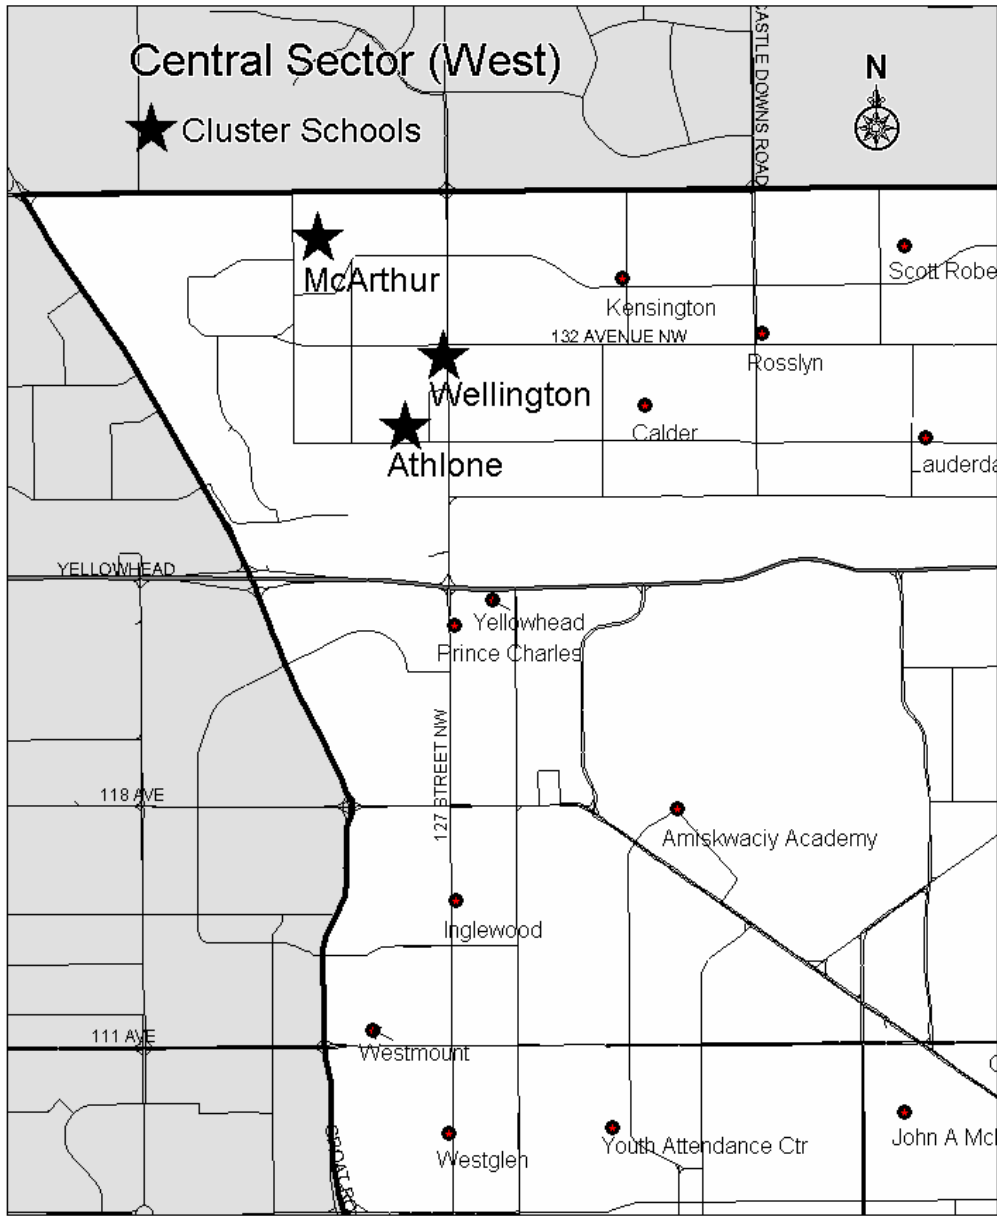 Central Sector (West)
CASTLE DOWNS ROAD
N
Cluster Schools
McArthur
Scott Robe
Kensington
132 AVENUE NW
Rosslyn
Wellington
Calder
Athlone
Lauderda
YELLOWHEAD
Yellowhead
Prince Charles
127 STREET NW
118 AVE
Amiskwaciy Academy
Inglewood
111 AVE
Westmount
John A McI
Youth Attendance Ctr
Westglen
GROAT RO